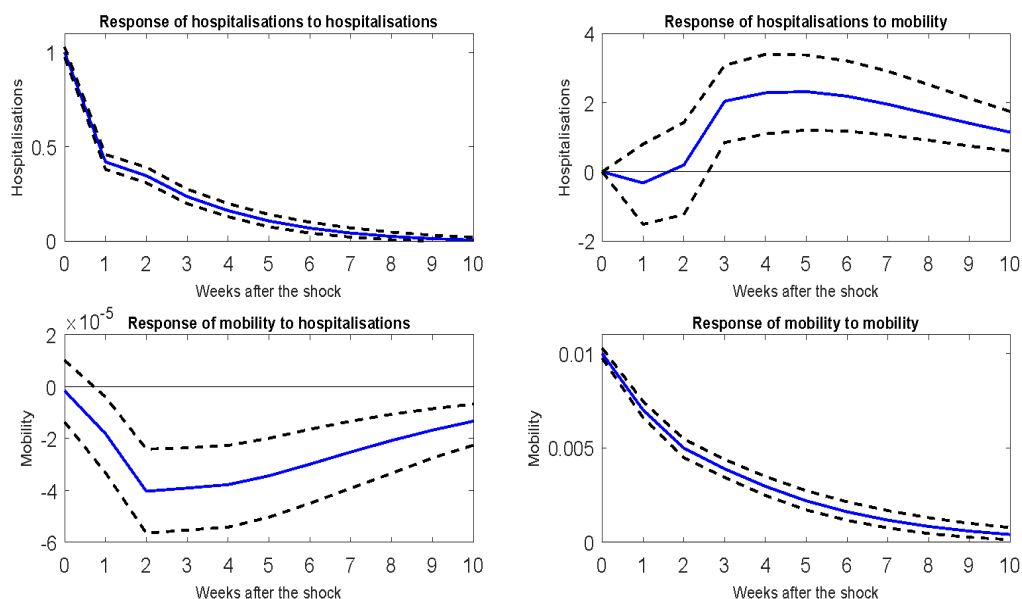 Response of hospitalisations to hospitalisations
1
0.5
0
Hospitalisations
0 1 2 3 4 5 6 7 8 9 10
Weeks after the shock
Response of hospitalisations to mobility
4
2
0
-2
Hospitalisations
0 1 2 3 4 5 6 7 8 9 10
Weeks after the shock
×10⁻⁵
Response of mobility to hospitalisations
2
0
-2
-4
-6
Mobility
0 1 2 3 4 5 6 7 8 9 10
Weeks after the shock
Response of mobility to mobility
0.01
0.005
0
Mobility
0 1 2 3 4 5 6 7 8 9 10
Weeks after the shock